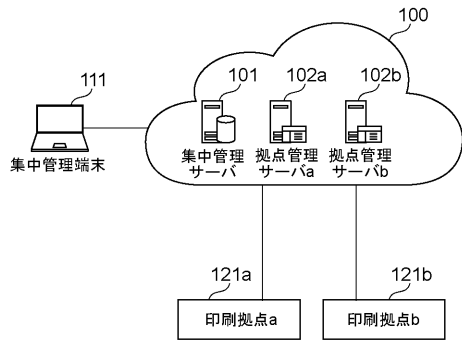 100
111
101
102a
102b
集中管理端末
集中管理
サーバ
拠点管理
サーバa
拠点管理
サーバb
121a
121b
印刷拠点a
印刷拠点b